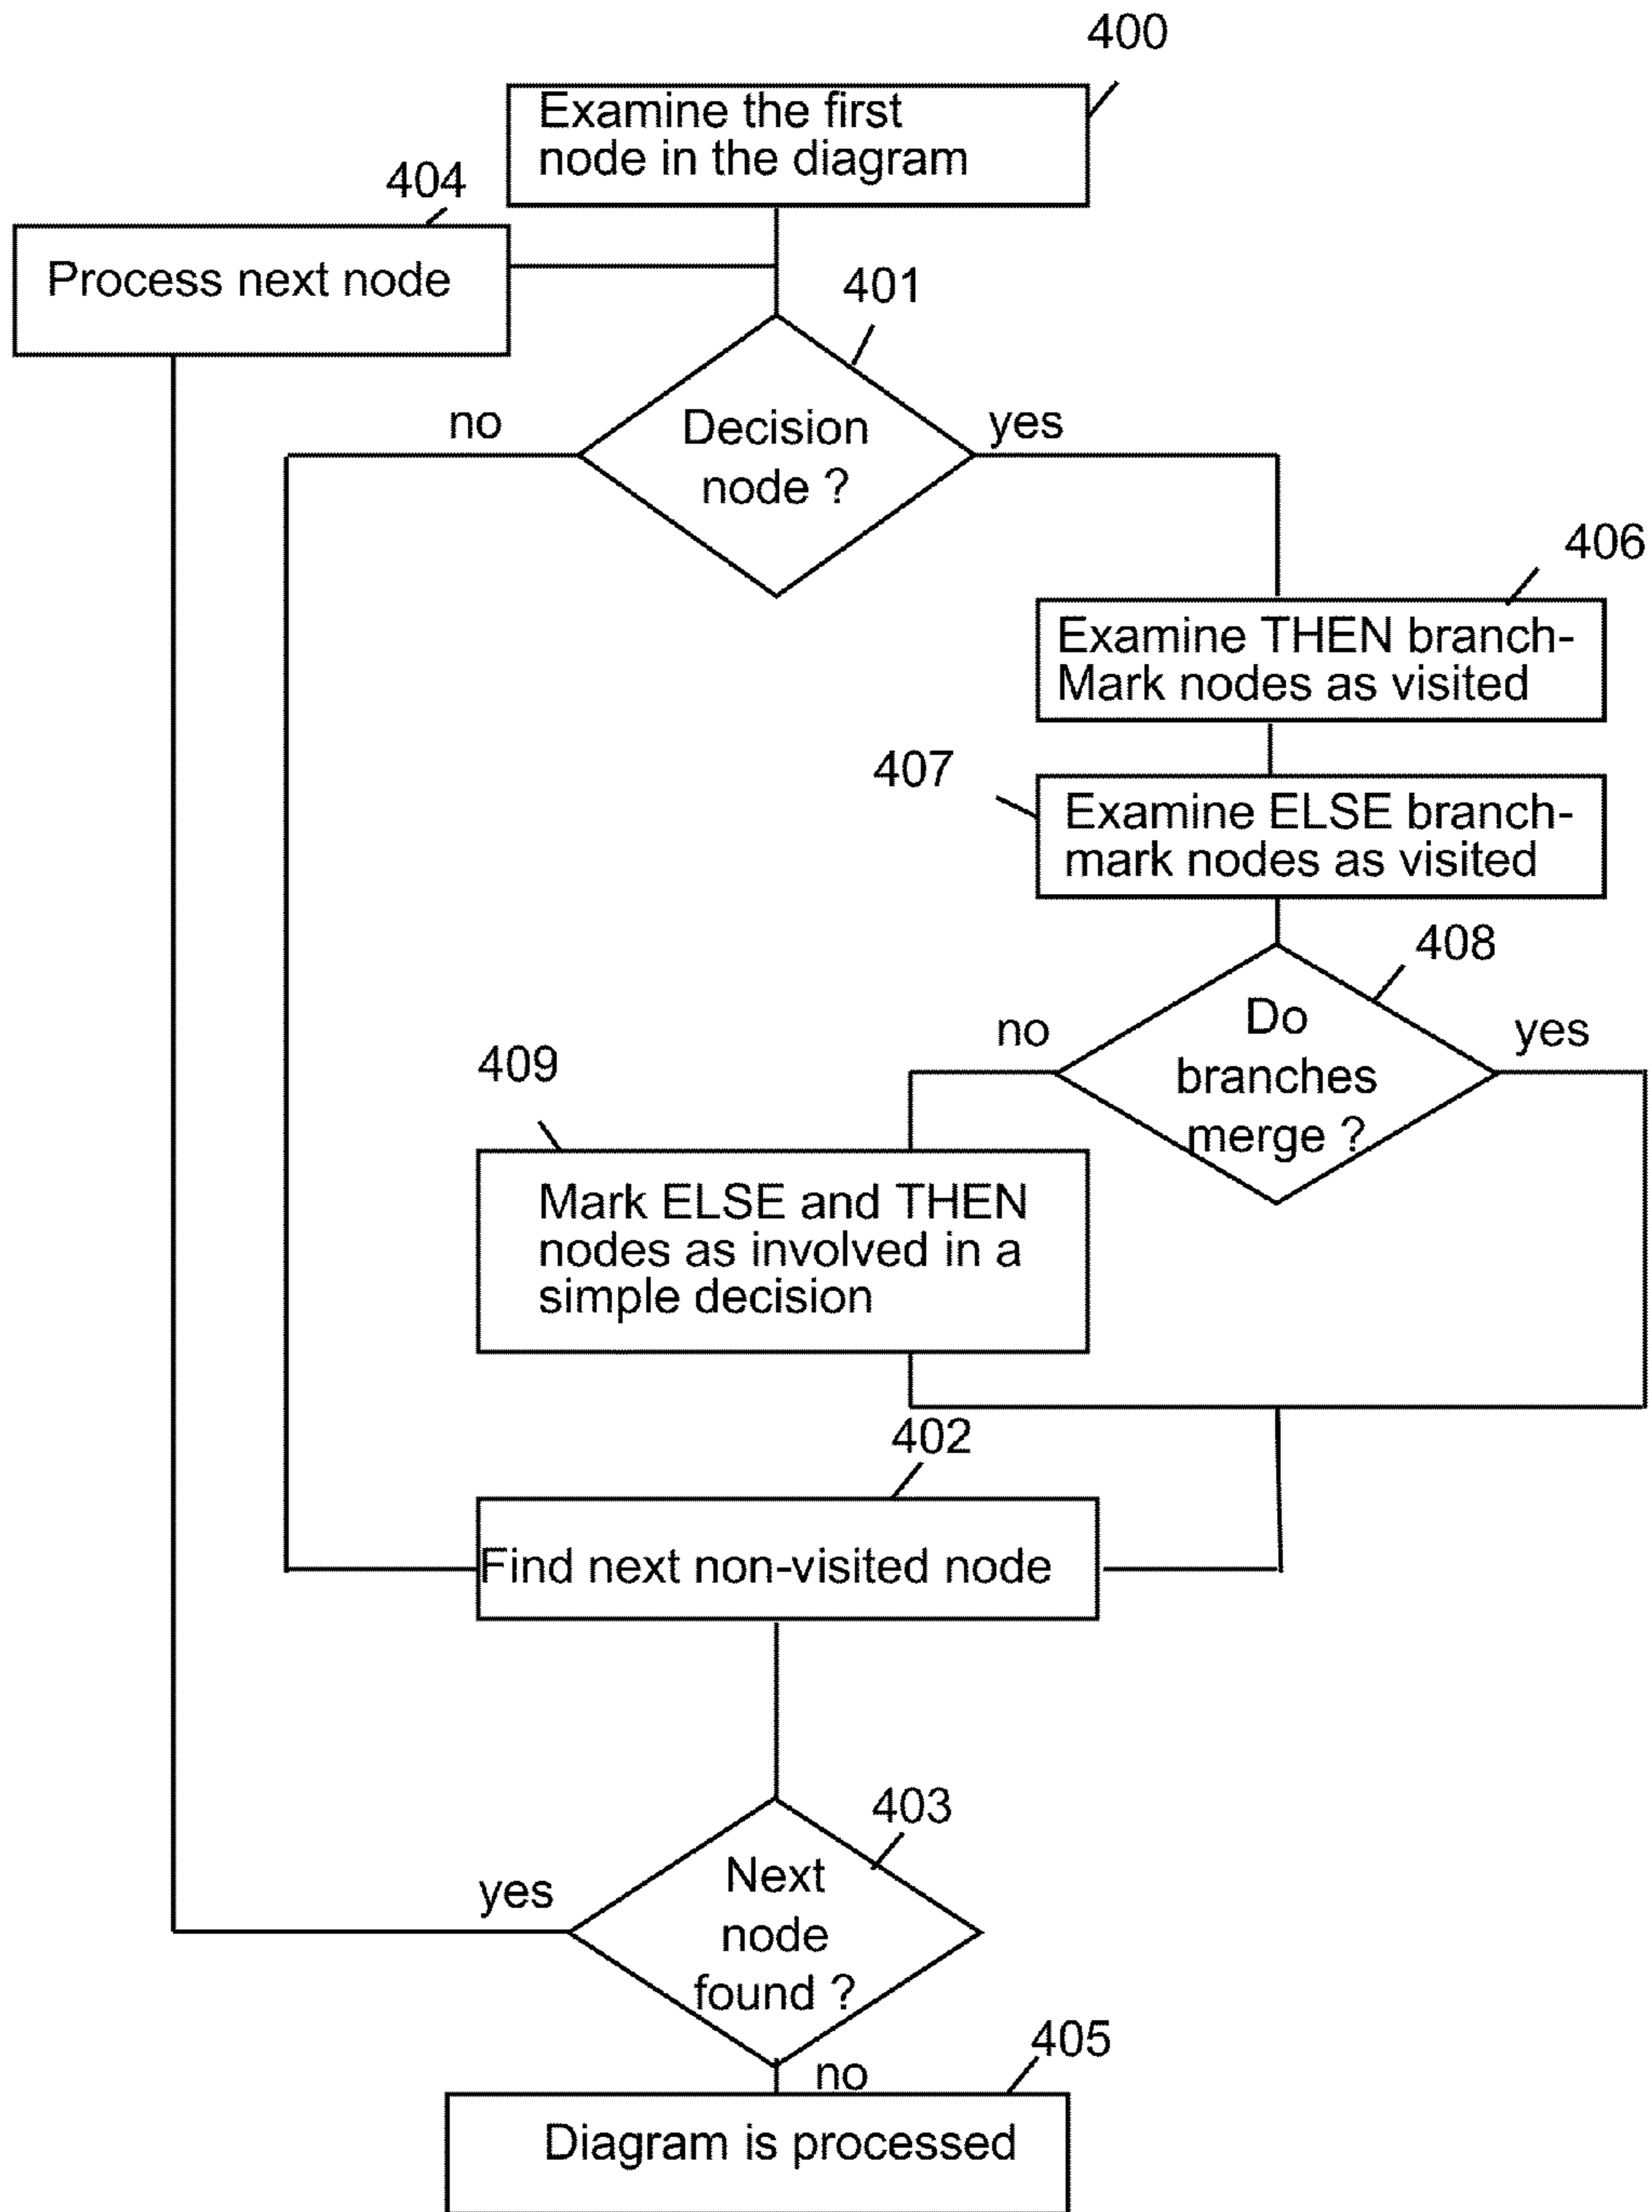 400
Examine the first
node in the diagram
404
Process next node
401
no
Decision
node ?
yes
406
Examine THEN branch-
Mark nodes as visited
407
Examine ELSE branch-
mark nodes as visited
408
no
Do
branches
merge ?
yes
409
Mark ELSE and THEN
nodes as involved in a
simple decision
402
Find next non-visited node
403
yes
Next
node
found ?
no
405
Diagram is processed